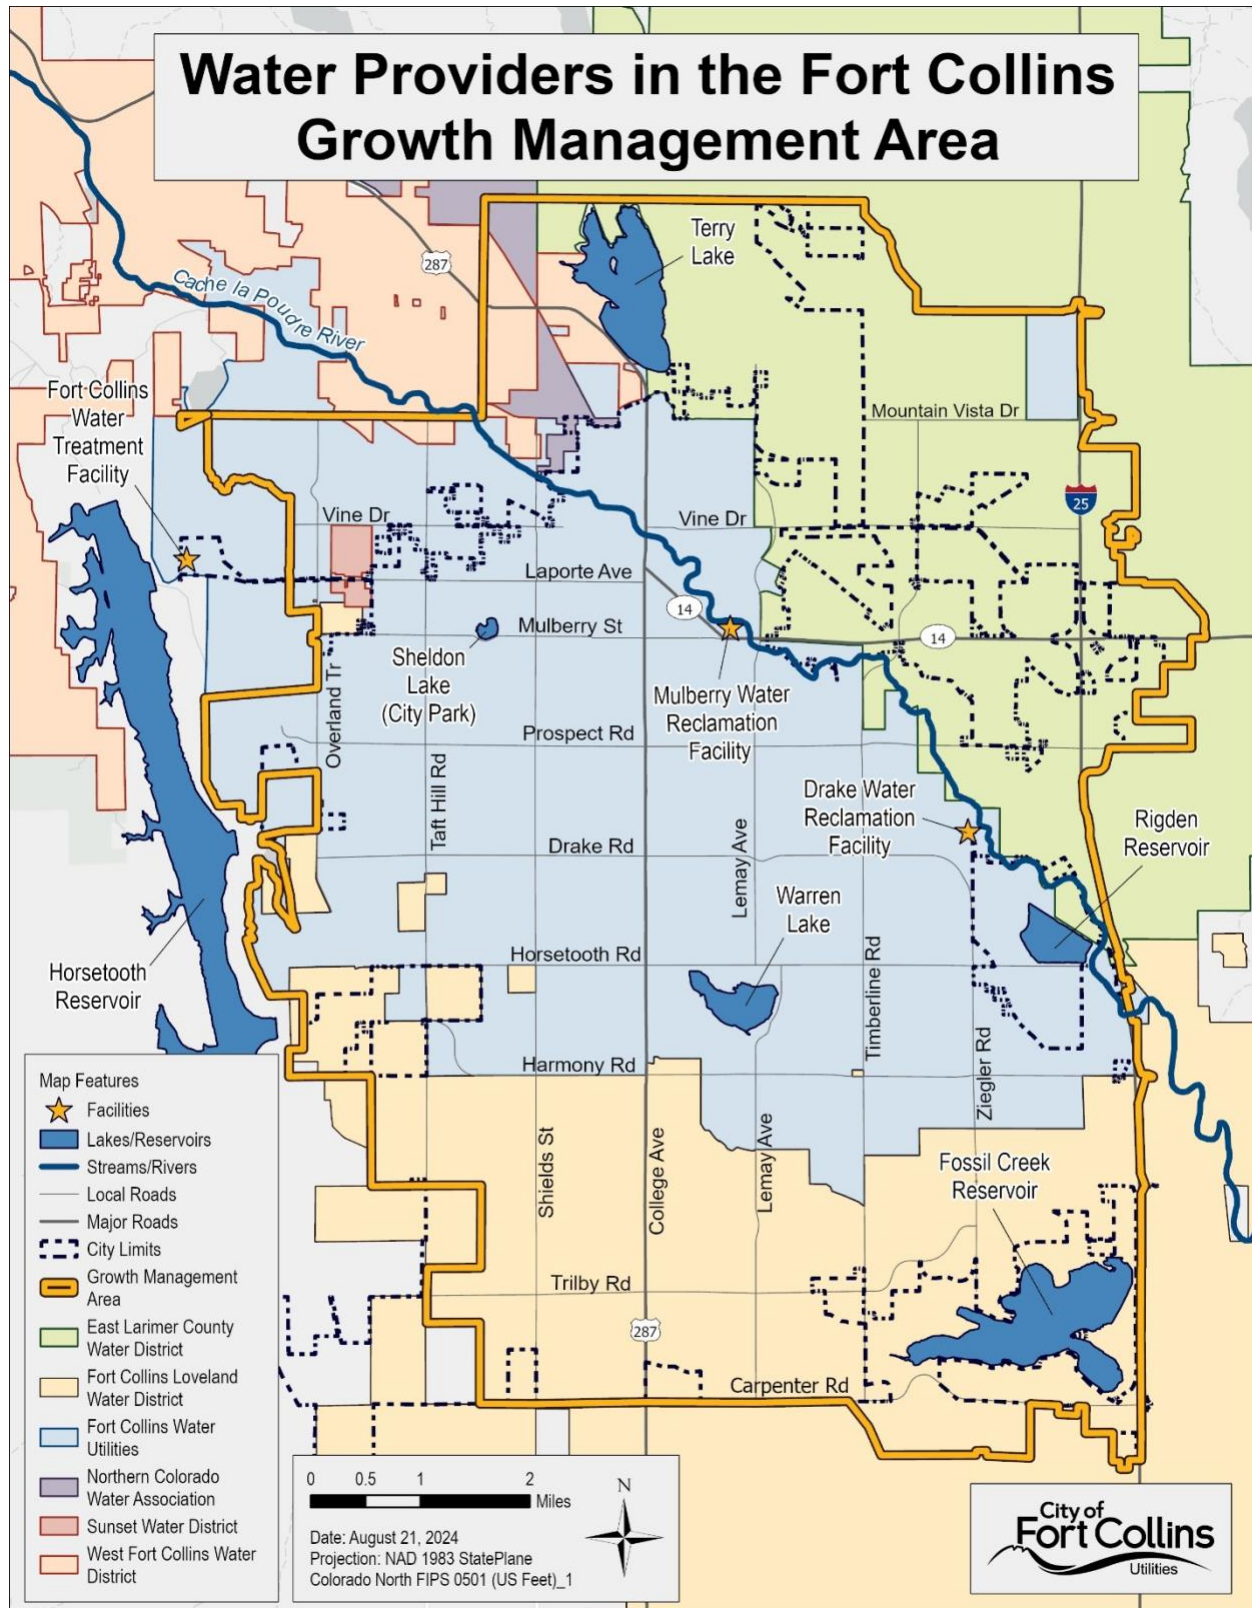 Water Providers in the Fort Collins
Growth Management Area
Terry
Lake
287
Cache la Poudre River
Fort Collins
Water
Treatment
Facility
Mountain Vista Dr
25
Vine Dr
Vine Dr
Laporte Ave
14
Mulberry St
14
Sheldon
Lake
(City Park)
Mulberry Water
Reclamation
Facility
Overland Tr
Prospect Rd
Taft Hill Rd
Drake Water
Reclamation
Facility
Rigden
Reservoir
Drake Rd
Lemay Ave
Warren
Lake
Horsetooth Rd
Horsetooth
Reservoir
Timberline Rd
Ziegler Rd
Harmony Rd
Shields St
College Ave
Lemay Ave
Fossil Creek
Reservoir
Trilby Rd
287
Carpenter Rd
Map Features
Facilities
Lakes/Reservoirs
Streams/Rivers
Local Roads
Major Roads
City Limits
Growth Management
Area
East Larimer County
Water District
Fort Collins Loveland
Water District
Fort Collins Water
Utilities
Northern Colorado
Water Association
Sunset Water District
West Fort Collins Water
District
0 0.5 1 2
Miles
N
Date: August 21, 2024
Projection: NAD 1983 StatePlane
Colorado North FIPS 0501 (US Feet)_1
City of
Fort Collins
Utilities